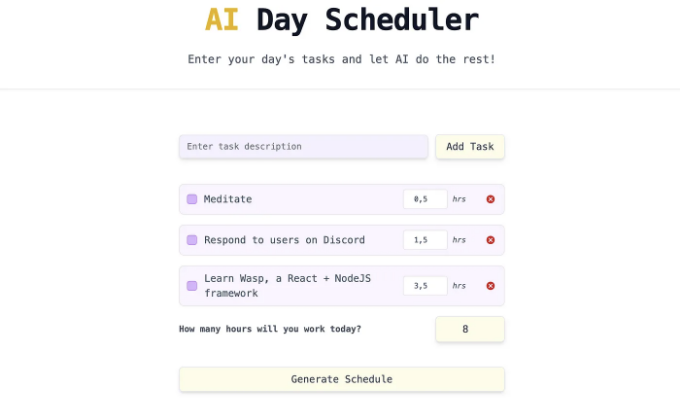 AI Day Scheduler
Enter your day's tasks and let AI do the rest!
Enter task description
Add Task
Meditate 0,5 hrs
Respond to users on Discord 1,5 hrs
Learn Wasp, a React + NodeJS
framework 3,5 hrs
How many hours will you work today? 8
Generate Schedule